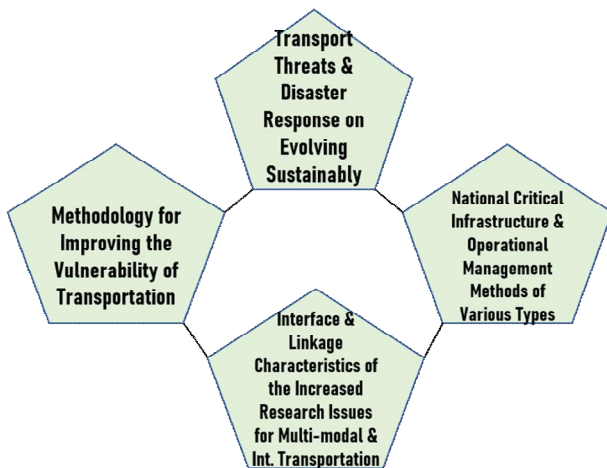 Transport
Threats &
Disaster
Response on
Evolving
Sustainably
Methodology for
Improving the
Vulnerability of
Transportation
National Critical
Infrastructure &
Operational
Management
Methods of
Various Types
Interface &
Linkage
Characteristics of
the Increased
Research Issues
for Multi-modal &
Int. Transportation